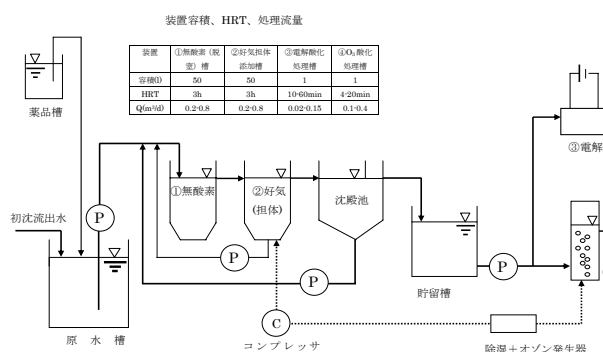 装置容積、HRT、処理流量
装置 ①無酸素(脱窒)槽 ②好気担体添加槽 ③電解酸化処理槽 ④O₃酸化処理槽
容積(l) 50 50 1 1
HRT 3h 3h 10-60min 4-20min
Q(m³/d) 0.2-0.8 0.2-0.8 0.02-0.15 0.1-0.4
薬品槽
③電解
①無酸素
②好気
(担体)
沈殿池
初沈流出水
P
P
P
P
貯留槽
C
原 水 槽
コンプレッサ
除湿+オゾン発生器